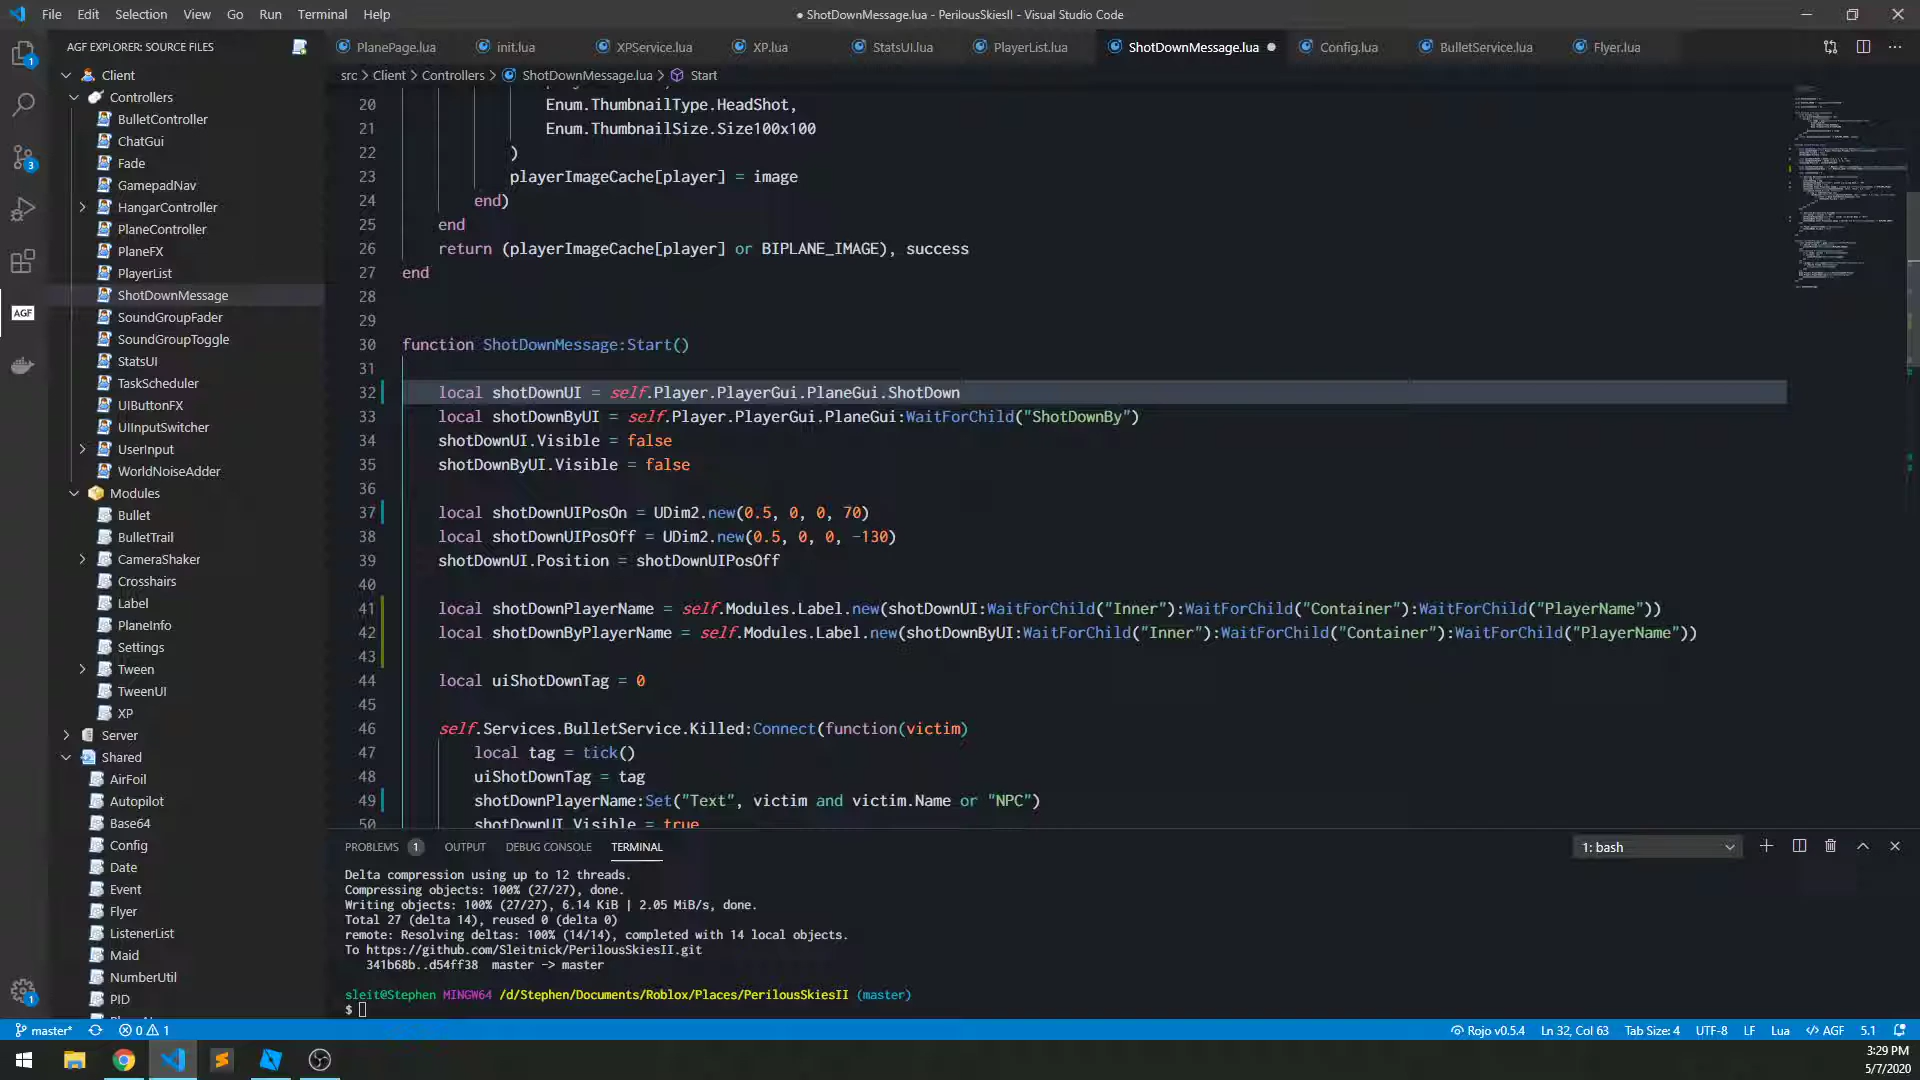 File Edit Selection View Go Run Terminal Help
● ShotDownMessage.lua - PerilousSkiesII - Visual Studio Code
AGF EXPLORER: SOURCE FILES
PlanePage.lua init.lua XPService.lua XP.lua StatsUI.lua PlayerList.lua ShotDownMessage.lua Config.lua BulletService.lua Flyer.lua
src > Client > Controllers > ShotDownMessage.lua > Start
1
3
AGF
1
Client
Controllers
BulletController
ChatGui
Fade
GamepadNav
HangarController
PlaneController
PlaneFX
PlayerList
ShotDownMessage
SoundGroupFader
SoundGroupToggle
StatsUI
TaskScheduler
UIButtonFX
UIInputSwitcher
UserInput
WorldNoiseAdder
Modules
Bullet
BulletTrail
CameraShaker
Crosshairs
Label
PlaneInfo
Settings
Tween
TweenUI
XP
Server
Shared
AirFoil
Autopilot
Base64
Config
Date
Event
Flyer
ListenerList
Maid
NumberUtil
PID
20 Enum.ThumbnailType.HeadShot,
21 Enum.ThumbnailSize.Size100x100
22 )
23 playerImageCache[player] = image
24 end)
25 end
26 return (playerImageCache[player] or BIPLANE_IMAGE), success
27 end
28
29
30 function ShotDownMessage:Start()
31
32 local shotDownUI = self.Player.PlayerGui.PlaneGui.ShotDown
33 local shotDownByUI = self.Player.PlayerGui.PlaneGui:WaitForChild("ShotDownBy")
34 shotDownUI.Visible = false
35 shotDownByUI.Visible = false
36
37 local shotDownUIPosOn = UDim2.new(0.5, 0, 0, 70)
38 local shotDownUIPosOff = UDim2.new(0.5, 0, 0, -130)
39 shotDownUI.Position = shotDownUIPosOff
40
41 local shotDownPlayerName = self.Modules.Label.new(shotDownUI:WaitForChild("Inner"):WaitForChild("Container"):WaitForChild("PlayerName"))
42 local shotDownByPlayerName = self.Modules.Label.new(shotDownByUI:WaitForChild("Inner"):WaitForChild("Container"):WaitForChild("PlayerName"))
43
44 local uiShotDownTag = 0
45
46 self.Services.BulletService.Killed:Connect(function(victim)
47 local tag = tick()
48 uiShotDownTag = tag
49 shotDownPlayerName:Set("Text", victim and victim.Name or "NPC")
50 shotDownUI.Visible = true
PROBLEMS 1 OUTPUT DEBUG CONSOLE TERMINAL 1: bash
Delta compression using up to 12 threads.
Compressing objects: 100% (27/27), done.
Writing objects: 100% (27/27), 6.14 KiB | 2.05 MiB/s, done.
Total 27 (delta 14), reused 0 (delta 0)
remote: Resolving deltas: 100% (14/14), completed with 14 local objects.
To https://github.com/Sleitnick/PerilousSkiesII.git
341b68b..d54ff38 master -> master
sleit@Stephen MINGW64 /d/Stephen/Documents/Roblox/Places/PerilousSkiesII (master)
$
master* 0 1 Rojo v0.5.4 Ln 32, Col 63 Tab Size: 4 UTF-8 LF Lua </> AGF 5.1
3:29 PM
5/7/2020